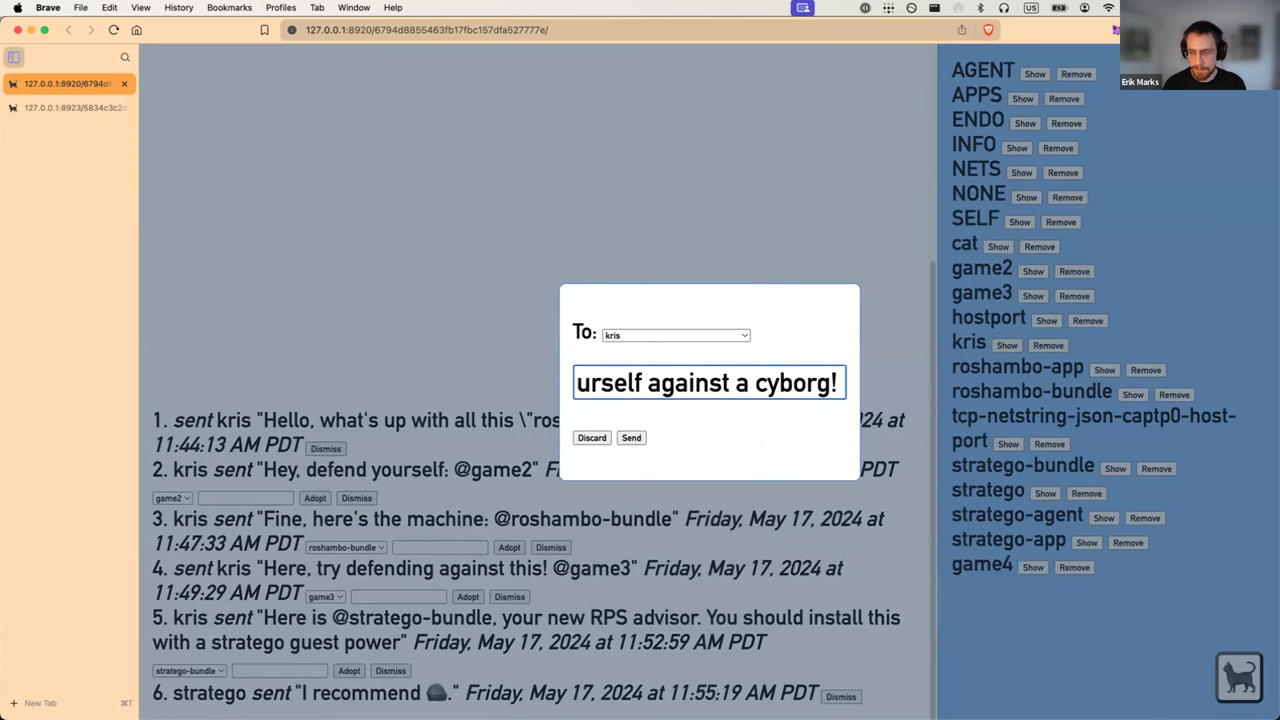 Brave File Edit View History Bookmarks Profiles Tab Window Help
US
127.0.0.1:8920/6794d8855463fb17fbc157dfa527777e/
127.0.0.1:8920/6794d8
127.0.0.1:8923/5834c3c2d
Erik Marks
AGENT Show Remove
APPS Show Remove
ENDO Show Remove
INFO Show Remove
NETS Show Remove
NONE Show Remove
SELF Show Remove
cat Show Remove
game2 Show Remove
game3 Show Remove
hostport Show Remove
kris Show Remove
roshambo-app Show Remove
roshambo-bundle Show Remove
tcp-netstring-json-captp0-host-
port Show Remove
stratego-bundle Show Remove
stratego Show Remove
stratego-agent Show Remove
stratego-app Show Remove
game4 Show Remove
To: kris
urself against a cyborg!
Discard Send
1. sent kris "Hello, what's up with all this \"ros 2024 at
11:44:13 AM PDT Dismiss
2. kris sent "Hey, defend yourself: @game2" PDT
game2 Adopt Dismiss
3. kris sent "Fine, here's the machine: @roshambo-bundle" Friday, May 17, 2024 at
11:47:33 AM PDT roshambo-bundle Adopt Dismiss
4. sent kris "Here, try defending against this! @game3" Friday, May 17, 2024 at
11:49:29 AM PDT game3 Adopt Dismiss
5. kris sent "Here is @stratego-bundle, your new RPS advisor. You should install this
with a stratego guest power" Friday, May 17, 2024 at 11:52:59 AM PDT
stratego-bundle Adopt Dismiss
6. stratego sent "I recommend 🪨." Friday, May 17, 2024 at 11:55:19 AM PDT Dismiss
New Tab ⌘T